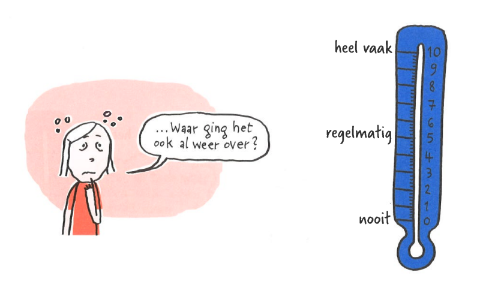 ...Waar ging het
ook al weer over?
heel vaak
regelmatig
nooit
10
9
8
7
6
5
4
3
2
1
0